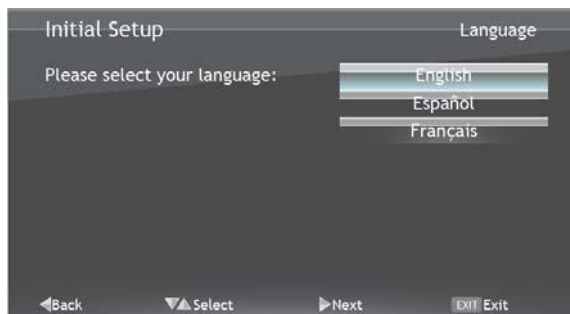 Initial Setup Language
Please select your language: English
Español
Français
Back Select Next EXIT Exit